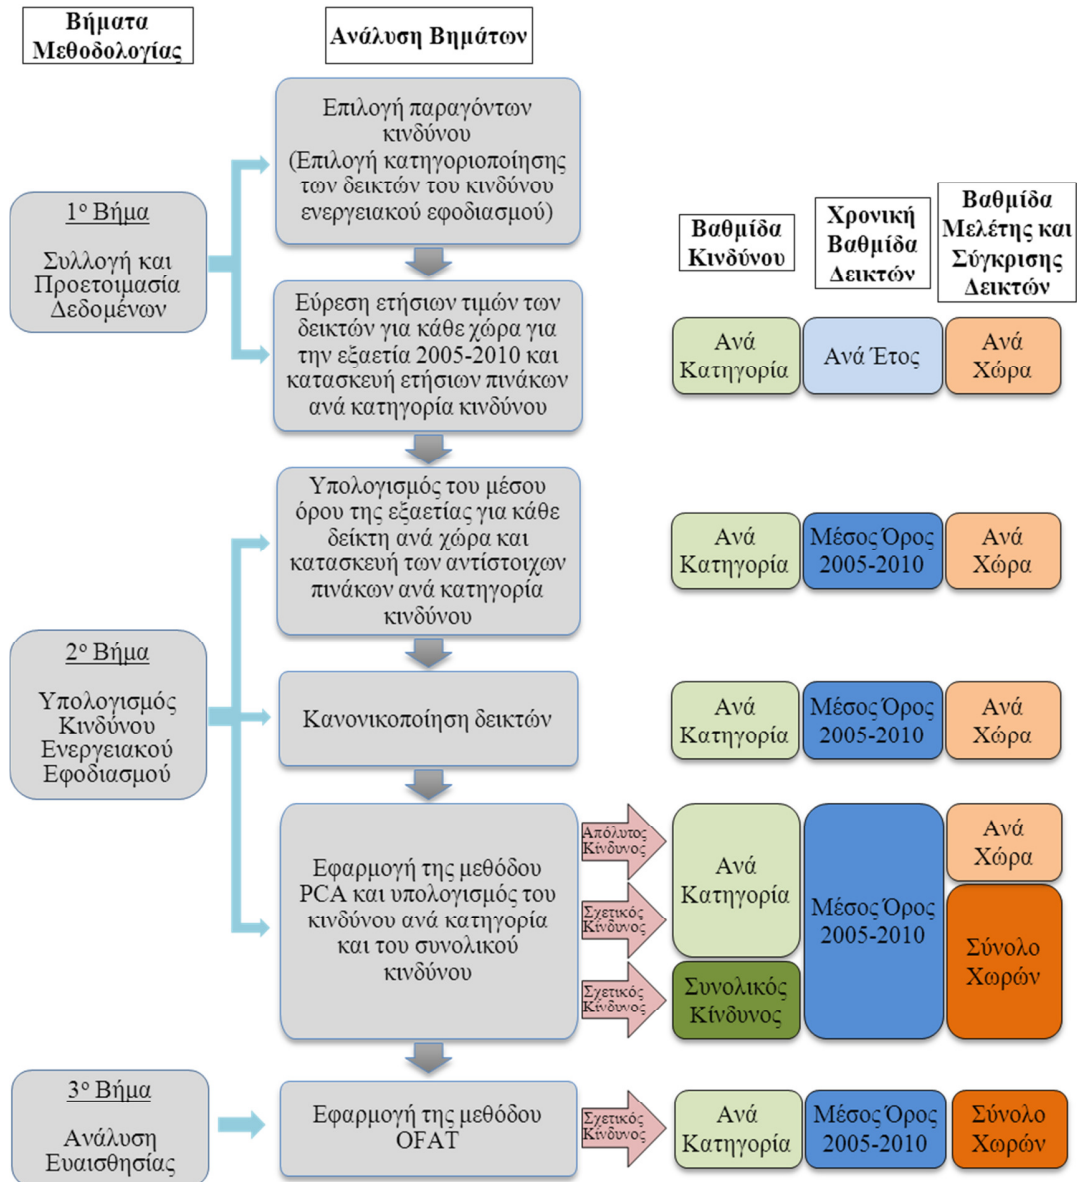 Βήματα
Μεθοδολογίας
Ανάλυση Βημάτων
Επιλογή παραγόντων
κινδύνου
(Επιλογή κατηγοριοποίησης
των δεικτών του κινδύνου
ενεργειακού εφοδιασμού)
1ο Βήμα
Συλλογή και
Προετοιμασία
Δεδομένων
Βαθμίδα
Κινδύνου
Χρονική
Βαθμίδα
Δεικτών
Βαθμίδα
Μελέτης και
Σύγκρισης
Δεικτών
Εύρεση ετήσιων τιμών των
δεικτών για κάθε χώρα για
την εξαετία 2005-2010 και
κατασκευή ετήσιων πινάκων
ανά κατηγορία κινδύνου
Ανά
Κατηγορία
Ανά Έτος
Ανά
Χώρα
Υπολογισμός του μέσου
όρου της εξαετίας για κάθε
δείκτη ανά χώρα και
κατασκευή των αντίστοιχων
πινάκων ανά κατηγορία
κινδύνου
Ανά
Κατηγορία
Μέσος Όρος
2005-2010
Ανά
Χώρα
2ο Βήμα
Υπολογισμός
Κινδύνου
Ενεργειακού
Εφοδιασμού
Κανονικοποίηση δεικτών
Ανά
Κατηγορία
Μέσος Όρος
2005-2010
Ανά
Χώρα
Εφαρμογή της μεθόδου
PCA και υπολογισμός του
κινδύνου ανά κατηγορία
και του συνολικού
κινδύνου
Απόλυτος
Κίνδυνος
Σχετικός
Κίνδυνος
Σχετικός
Κίνδυνος
Ανά
Κατηγορία
Συνολικός
Κίνδυνος
Μέσος Όρος
2005-2010
Ανά
Χώρα
Σύνολο
Χωρών
3ο Βήμα
Ανάλυση
Ευαισθησίας
Εφαρμογή της μεθόδου
OFAT
Σχετικός
Κίνδυνος
Ανά
Κατηγορία
Μέσος Όρος
2005-2010
Σύνολο
Χωρών